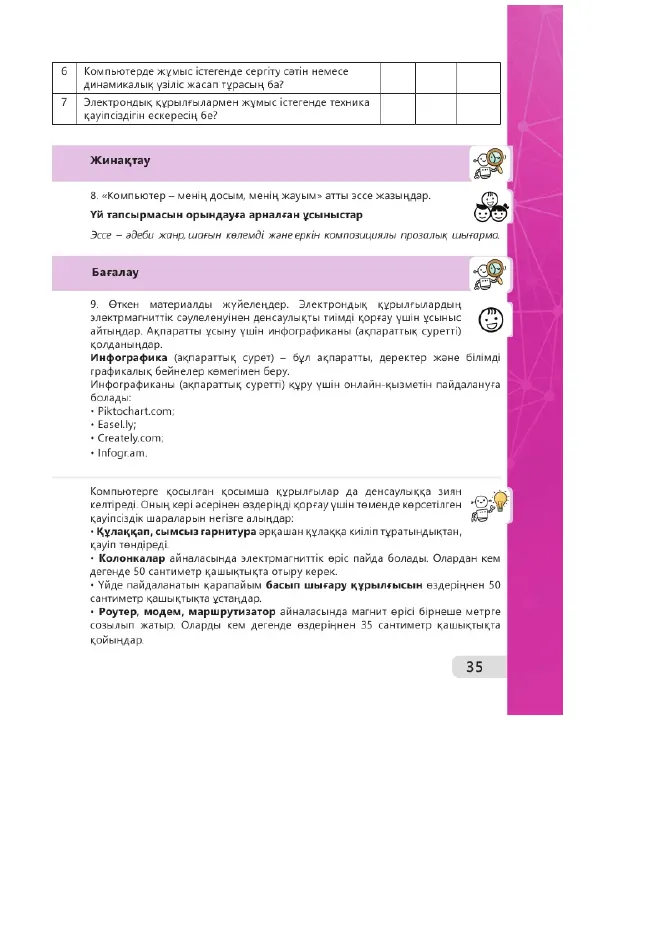 6 Компьютерде жұмыс істегенде сергіту сәтін немесе
динамикалық үзіліс жасап тұрасың ба?
7 Электрондық құрылғылармен жұмыс істегенде техника
қауіпсіздігін ескересің бе?
Жинақтау
8. «Компьютер – менің досым, менің жауым» атты эссе жазыңдар.
Үй тапсырмасын орындауға арналған ұсыныстар
Эссе – әдеби жанр, шағын көлемді және еркін композициялы прозалық шығарма.
Бағалау
9. Өткен материалды жүйелеңдер. Электрондық құрылғылардың
электрмагниттік сәулеленуінен денсаулықты тиімді қорғау үшін ұсыныс
айтыңдар. Ақпаратты ұсыну үшін инфографиканы (ақпараттық суретті)
қолданыңдар.
Инфографика (ақпараттық сурет) – бұл ақпаратты, деректер және білімді
графикалық бейнелер көмегімен беру.
Инфографиканы (ақпараттық суретті) құру үшін онлайн-қызметін пайдалануға
болады:
• Piktochart.com;
• Easel.ly;
• Creately.com;
• Infogr.am.
Компьютерге қосылған қосымша құрылғылар да денсаулыққа зиян
келтіреді. Оның кері әсерінен өздеріңді қорғау үшін төменде көрсетілген
қауіпсіздік шараларын негізге алыңдар:
• Құлаққап, сымсыз гарнитура әрқашан құлаққа киіліп тұратындықтан,
қауіп төндіреді.
• Колонкалар айналасында электрмагниттік өріс пайда болады. Олардан кем
дегенде 50 сантиметр қашықтықта отыру керек.
• Үйде пайдаланатын қарапайым басып шығару құрылғысын өздеріңнен 50
сантиметр қашықтықта ұстаңдар.
• Роутер, модем, маршрутизатор айналасында магнит өрісі бірнеше метрге
созылып жатыр. Оларды кем дегенде өздеріңнен 35 сантиметр қашықтықта
қойыңдар.
35